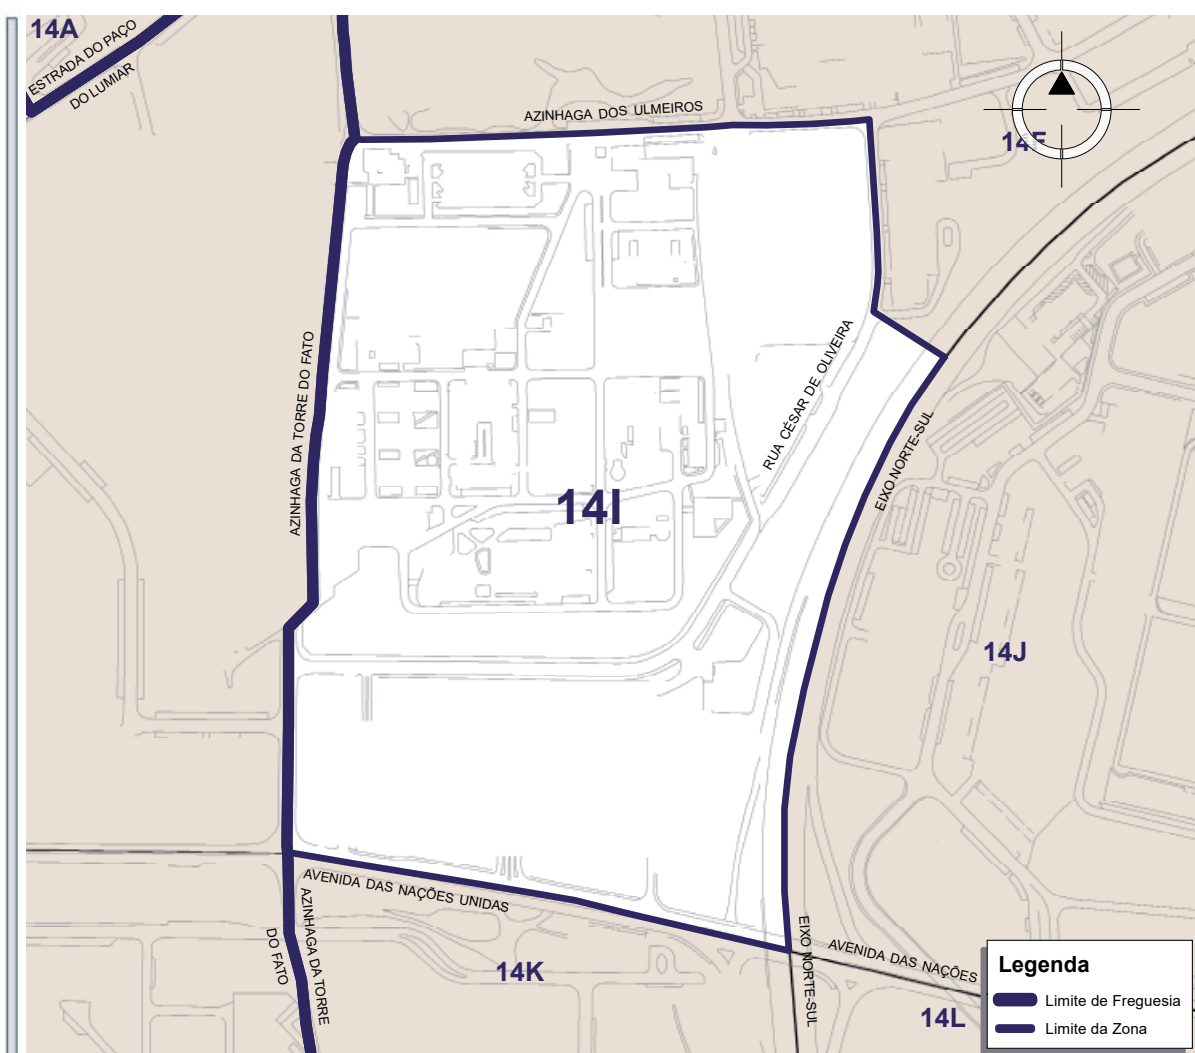 14A
ESTRADA DO PAÇO
DO LUMIAR
AZINHAGA DOS ULMEIROS
14F
AZINHAGA DA TORRE DO FATO
RUA CÉSAR DE OLIVEIRA
EIXO NORTE-SUL
14I
14J
AVENIDA DAS NAÇÕES UNIDAS
AZINHAGA DA TORRE
DO FATO
14K
EIXO NORTE-SUL
AVENIDA DAS NAÇÕES
14L
Legenda
Limite de Freguesia
Limite da Zona